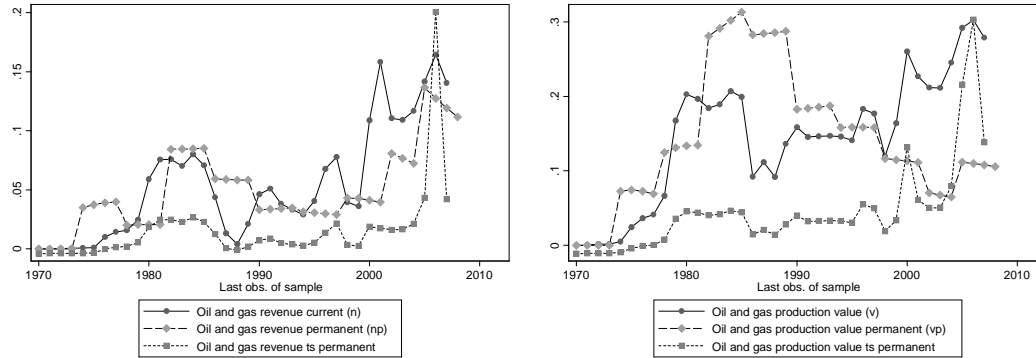 .15
.1
.05
0
1970 1980 1990 2000 2010
Last obs. of sample
Oil and gas revenue current (n)
Oil and gas revenue permanent (np)
Oil and gas revenue ts permanent
.3
.2
.1
0
1970 1980 1990 2000 2010
Last obs. of sample
Oil and gas production value (v)
Oil and gas production value permanent (vp)
Oil and gas production value ts permanent